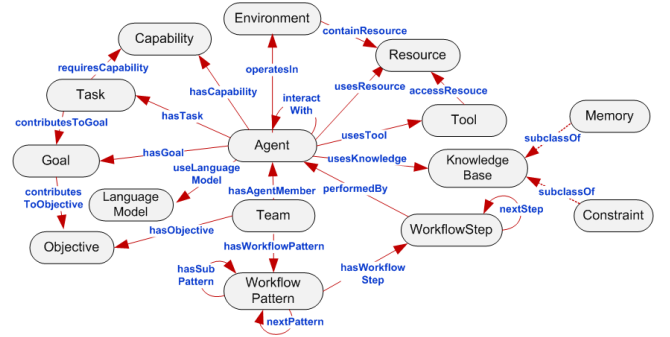 Environment
containResource
Capability
Resource
requiresCapability
operatesIn
usesResource
accessResouce
hasCapability
interact
With
Task
Tool
Memory
contributesToGoal
hasTask
usesTool
subclassOf
Agent
Goal
hasGoal
usesKnowledge
Knowledge
Base
useLanguage
Model
contributes
ToObjective
hasAgentMember
performedBy
subclassOf
Language
Model
Team
nextStep
Constraint
hasObjective
WorkflowStep
Objective
hasWorkflowPattern
hasSub
Pattern
hasWorkflow
Step
Workflow
Pattern
nextPattern